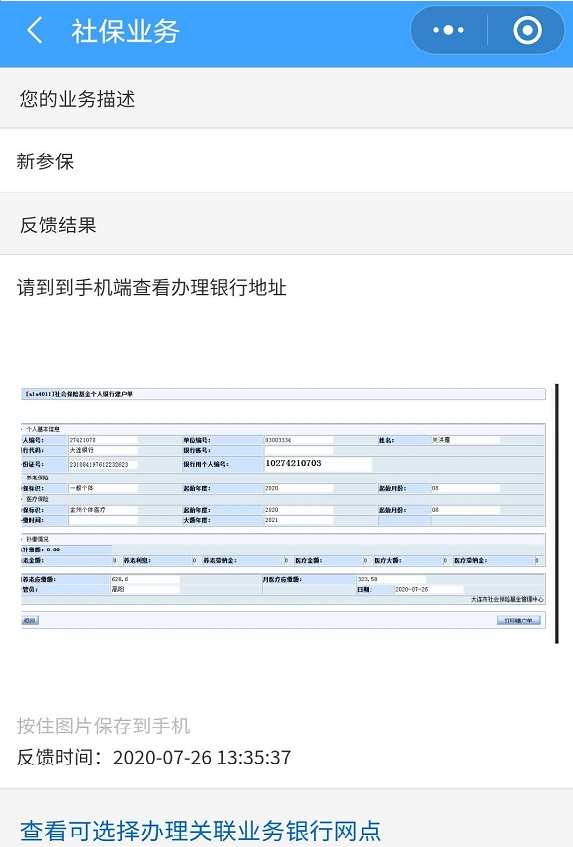 社保业务
您的业务描述
新参保
反馈结果
请到到手机端查看办理银行地址
[sls4011]社会保险基金个人银行建户单
个人基本信息
人编号: 27421078 单位编号: 03003334 姓名:
行代码: 大连银行 银行账号:
份证号: 231084197612232623 银行用个人编号: 10274210703
养老保险
保标识: 一般个体 起始年度: 2020 起始月份: 08
医疗保险
保标识: 金州个体医疗 起始年度: 2020 起始月份: 08
缴时间: 大额年度: 2021
补缴情况
补缴额: 0.00
老金额: 0 养老利息: 0 养老滞纳金: 0 医疗金额: 0 医疗大额: 0 医疗滞纳金: 0
养老应缴额: 628.6 月医疗应缴额: 323.58
管员: 高阳 日期: 2020-07-26
大连市社会保险基金管理中心
返回 打印建户单
按住图片保存到手机
反馈时间：2020-07-26 13:35:37
查看可选择办理关联业务银行网点